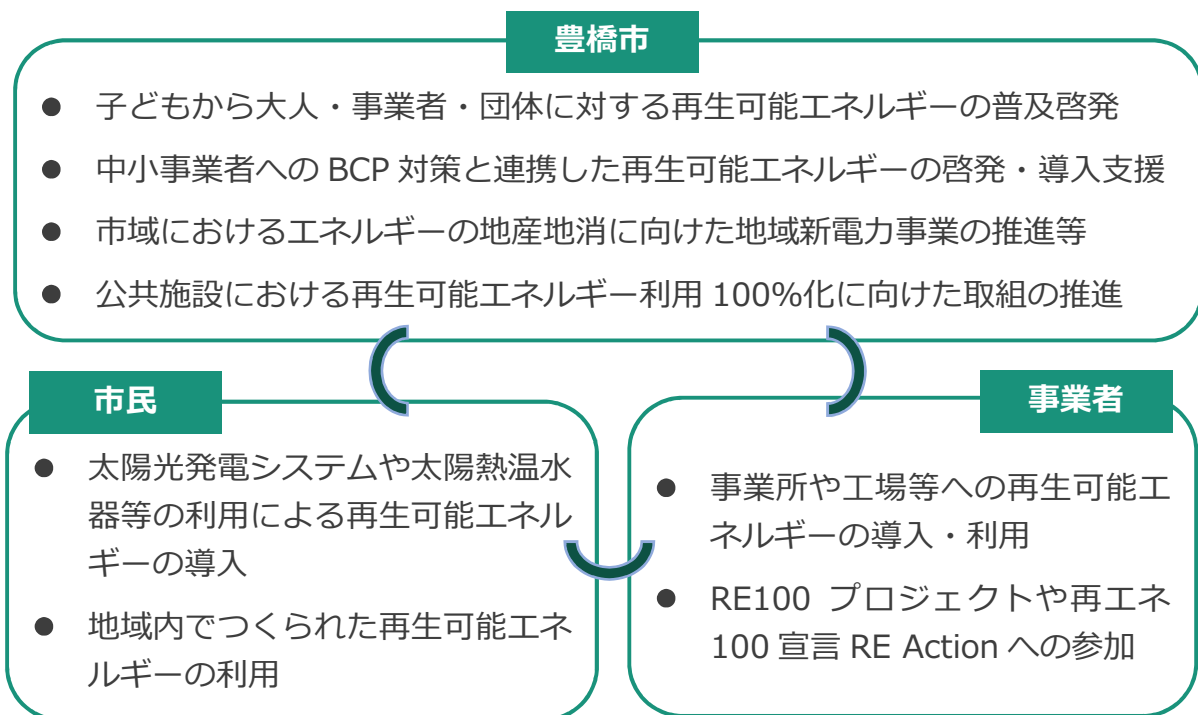 豊橋市
● 子どもから大人・事業者・団体に対する再生可能エネルギーの普及啓発
● 中小事業者への BCP 対策と連携した再生可能エネルギーの啓発・導入支援
● 市域におけるエネルギーの地産地消に向けた地域新電力事業の推進等
● 公共施設における再生可能エネルギー利用 100%化に向けた取組の推進
市民
● 太陽光発電システムや太陽熱温水
器等の利用による再生可能エネル
ギーの導入
● 地域内でつくられた再生可能エネ
ルギーの利用
事業者
● 事業所や工場等への再生可能エ
ネルギーの導入・利用
● RE100 プロジェクトや再エネ
100 宣言 RE Action への参加